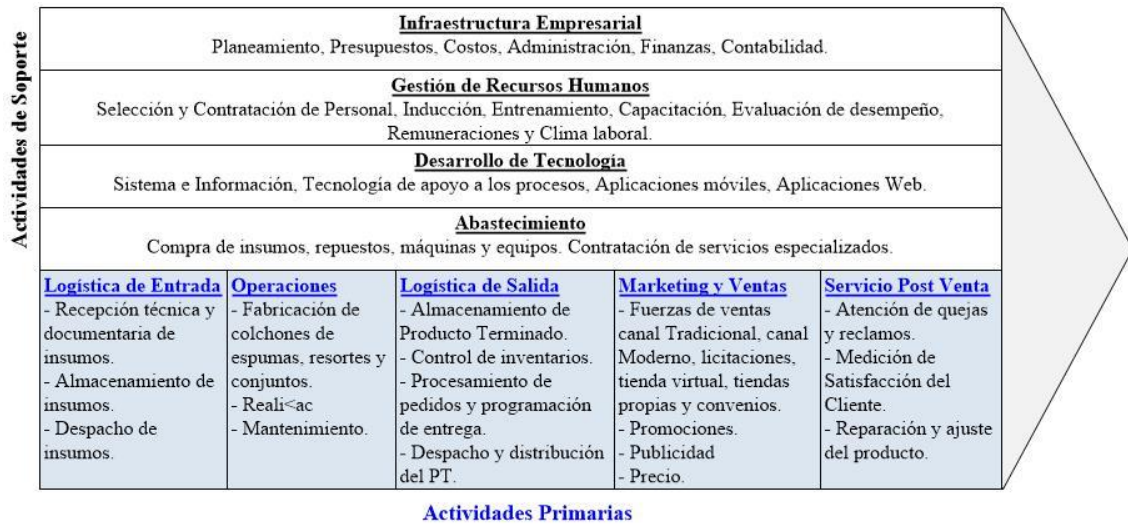 Actividades de Soporte
Infraestructura Empresarial
Planeamiento, Presupuestos, Costos, Administración, Finanzas, Contabilidad.
Gestión de Recursos Humanos
Selección y Contratación de Personal, Inducción, Entrenamiento, Capacitación, Evaluación de desempeño,
Remuneraciones y Clima laboral.
Desarrollo de Tecnología
Sistema e Información, Tecnología de apoyo a los procesos, Aplicaciones móviles, Aplicaciones Web.
Abastecimiento
Compra de insumos, repuestos, máquinas y equipos. Contratación de servicios especializados.
Logística de Entrada
- Recepción técnica y
documentaria de
insumos.
- Almacenamiento de
insumos.
- Despacho de
insumos.
Operaciones
- Fabricación de
colchones de
espumas, resortes y
conjuntos.
- Reali<ac
- Mantenimiento.
Logística de Salida
- Almacenamiento de
Producto Terminado.
- Control de inventarios.
- Procesamiento de
pedidos y programación
de entrega.
- Despacho y distribución
del PT.
Marketing y Ventas
- Fuerzas de ventas
canal Tradicional, canal
Moderno, licitaciones,
tienda virtual, tiendas
propias y convenios.
- Promociones.
- Publicidad
- Precio.
Servicio Post Venta
- Atención de quejas
y reclamos.
- Medición de
Satisfacción del
Cliente.
- Reparación y ajuste
del producto.
Actividades Primarias